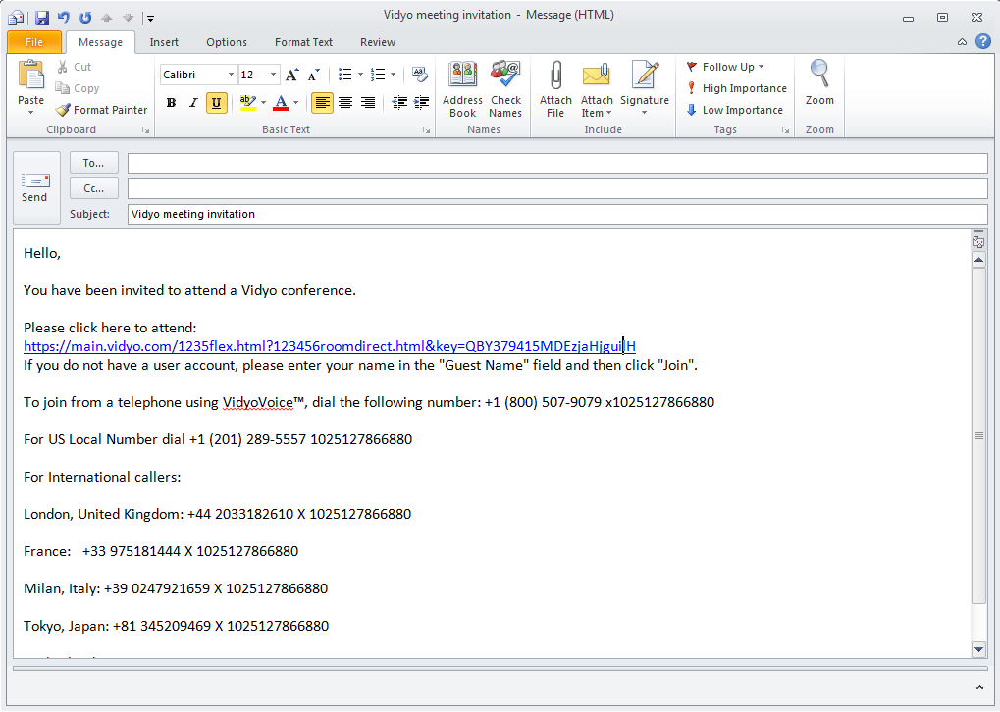 Vidyo meeting invitation - Message (HTML)
File Message Insert Options Format Text Review
Paste
Cut
Copy
Format Painter
Clipboard
Calibri 12
B I U
Basic Text
Address Book
Check Names
Names
Attach File
Attach Item
Signature
Include
Follow Up
High Importance
Low Importance
Tags
Zoom
Zoom
Send
To...
Cc...
Subject: Vidyo meeting invitation
Hello,
You have been invited to attend a Vidyo conference.
Please click here to attend:
https://main.vidyo.com/1235flex.html?123456roomdirect.html&key=QBY379415MDEzjaHjguiIH
If you do not have a user account, please enter your name in the "Guest Name" field and then click "Join".
To join from a telephone using VidyoVoice™, dial the following number: +1 (800) 507-9079 x1025127866880
For US Local Number dial +1 (201) 289-5557 1025127866880
For International callers:
London, United Kingdom: +44 2033182610 X 1025127866880
France: +33 975181444 X 1025127866880
Milan, Italy: +39 0247921659 X 1025127866880
Tokyo, Japan: +81 345209469 X 1025127866880